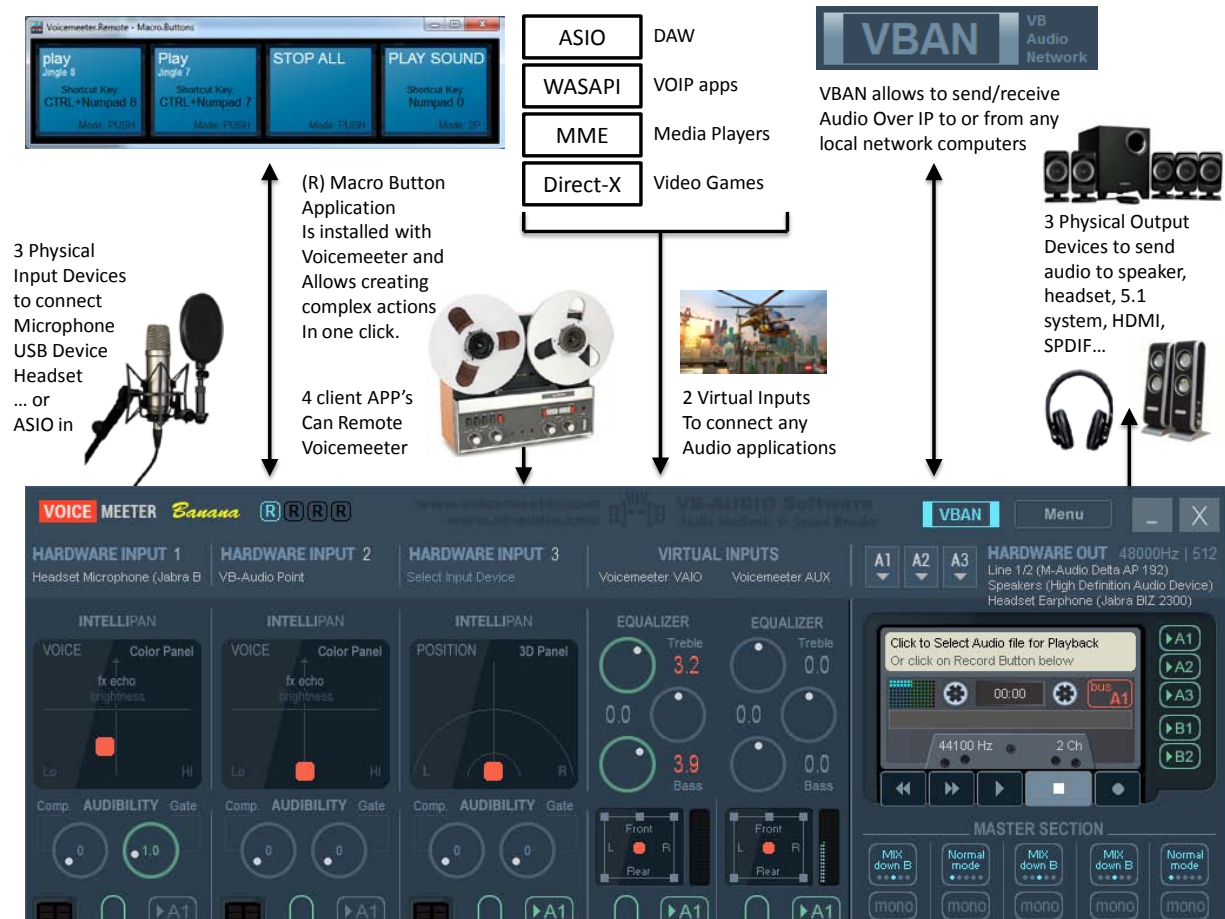 Voicemeeter.Remote - Macro.Buttons
play
Jingle 8
Shortcut Key:
CTRL+Numpad 8
Mode: PUSH
Play
Jingle 7
Shortcut Key:
CTRL+Numpad 7
Mode: PUSH
STOP ALL
Mode: PUSH
PLAY SOUND
Shortcut Key:
Numpad 0
Mode: 2P
ASIO DAW
WASAPI VOIP apps
MME Media Players
Direct-X Video Games
VBAN
VB
Audio
Network
VBAN allows to send/receive
Audio Over IP to or from any
local network computers
3 Physical
Input Devices
to connect
Microphone
USB Device
Headset
… or
ASIO in
(R) Macro Button
Application
Is installed with
Voicemeeter and
Allows creating
complex actions
In one click.
4 client APP's
Can Remote
Voicemeeter
2 Virtual Inputs
To connect any
Audio applications
3 Physical Output
Devices to send
audio to speaker,
headset, 5.1
system, HDMI,
SPDIF…
VOICE MEETER Banana R R R R
www.voicemeeter.com
www.vb-audio.com
VB-AUDIO Software
VBAN Menu _ X
HARDWARE INPUT 1
Headset Microphone (Jabra B
HARDWARE INPUT 2
VB-Audio Point
HARDWARE INPUT 3
Select Input Device
VIRTUAL INPUTS
Voicemeeter VAIO Voicemeeter AUX
A1 A2 A3
HARDWARE OUT 48000Hz | 512
Line 1/2 (M-Audio Delta AP 192)
Speakers (High Definition Audio Device)
Headset Earphone (Jabra BIZ 2300)
INTELLIPAN
VOICE Color Panel
fx echo
brightness
Lo Hi
INTELLIPAN
VOICE Color Panel
fx echo
brightness
Lo Hi
INTELLIPAN
POSITION 3D Panel
L R
EQUALIZER
Treble
3.2
0.0
3.9
Bass
EQUALIZER
Treble
0.0
0.0
0.0
Bass
Click to Select Audio file for Playback
Or click on Record Button below
00:00
bus A1
44100 Hz 2 Ch
A1
A2
A3
B1
B2
Comp. AUDIBILITY Gate
0 1.0
Comp. AUDIBILITY Gate
0 0
Comp. AUDIBILITY Gate
0 0
Front
L R
Rear
Front
L R
Rear
MASTER SECTION
MIX down B
Normal mode
MIX down B
MIX down B
Normal mode
A1 A1 A1 A1 A1
mono mono mono mono mono